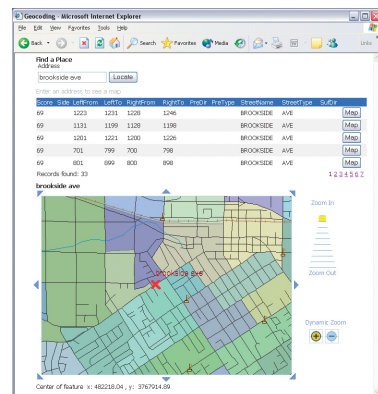 Geocoding - Microsoft Internet Explorer
File Edit View Favorites Tools Help
Back Search Favorites Media Links
Find a Place
Address
brookside ave Locate
Enter an address to see a map
Score Side LeftFrom LeftTo RightFrom RightTo PreDir PreType StreetName StreetType SufDir
69 1223 1231 1228 1246 BROOKSIDE AVE Map
69 1131 1199 1128 1198 BROOKSIDE AVE Map
69 1201 1221 1200 1226 BROOKSIDE AVE Map
69 701 799 700 798 BROOKSIDE AVE Map
69 801 899 800 898 BROOKSIDE AVE Map
Records found: 33 1 2 3 4 5 6 7
brookside ave
Zoom In
brookside ave
Zoom Out
Dynamic Zoom
Center of feature x: 482218.04 , y: 3767914.89